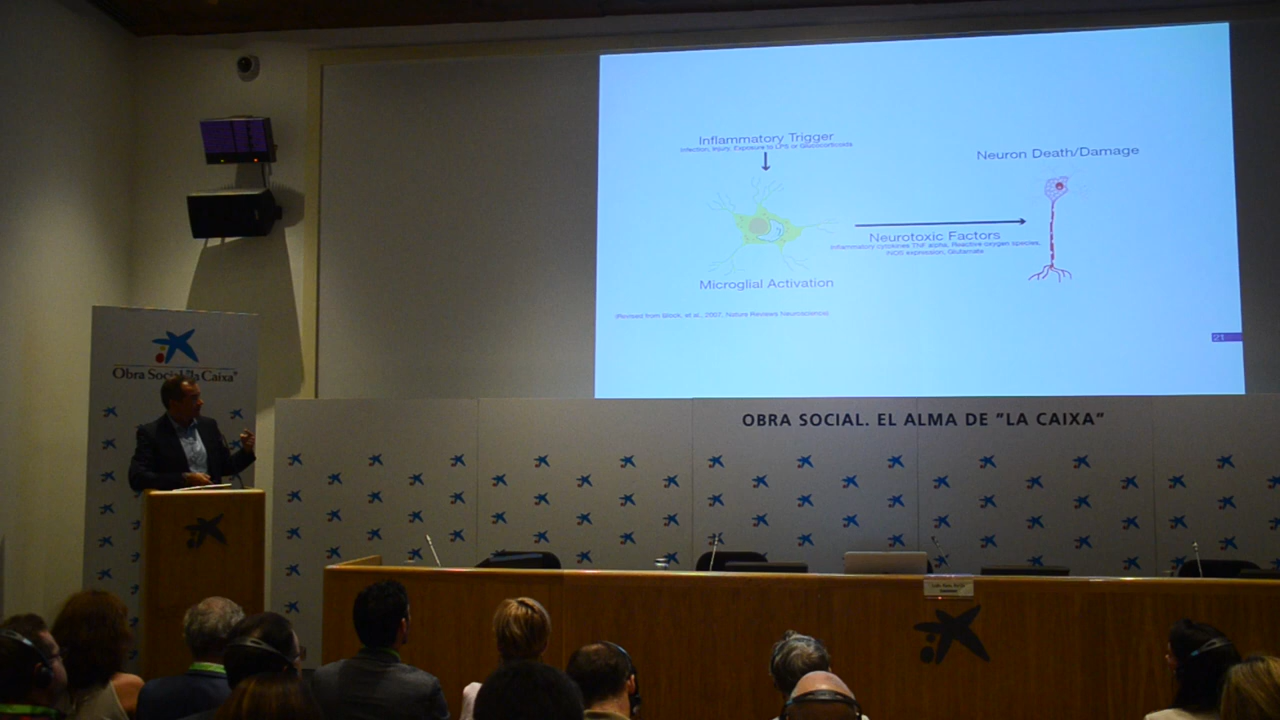 Inflammatory Trigger
Infection, Injury, Exposure to LPS or Glucocorticoids
Neuron Death/Damage
Neurotoxic Factors
Inflammatory cytokines TNF alpha, Reactive oxygen species,
iNOS expression, Glutamate
Microglial Activation
(Revised from Block, et al., 2007, Nature Reviews Neuroscience)
21
Obra Social "la Caixa"
OBRA SOCIAL. EL ALMA DE "LA CAIXA"